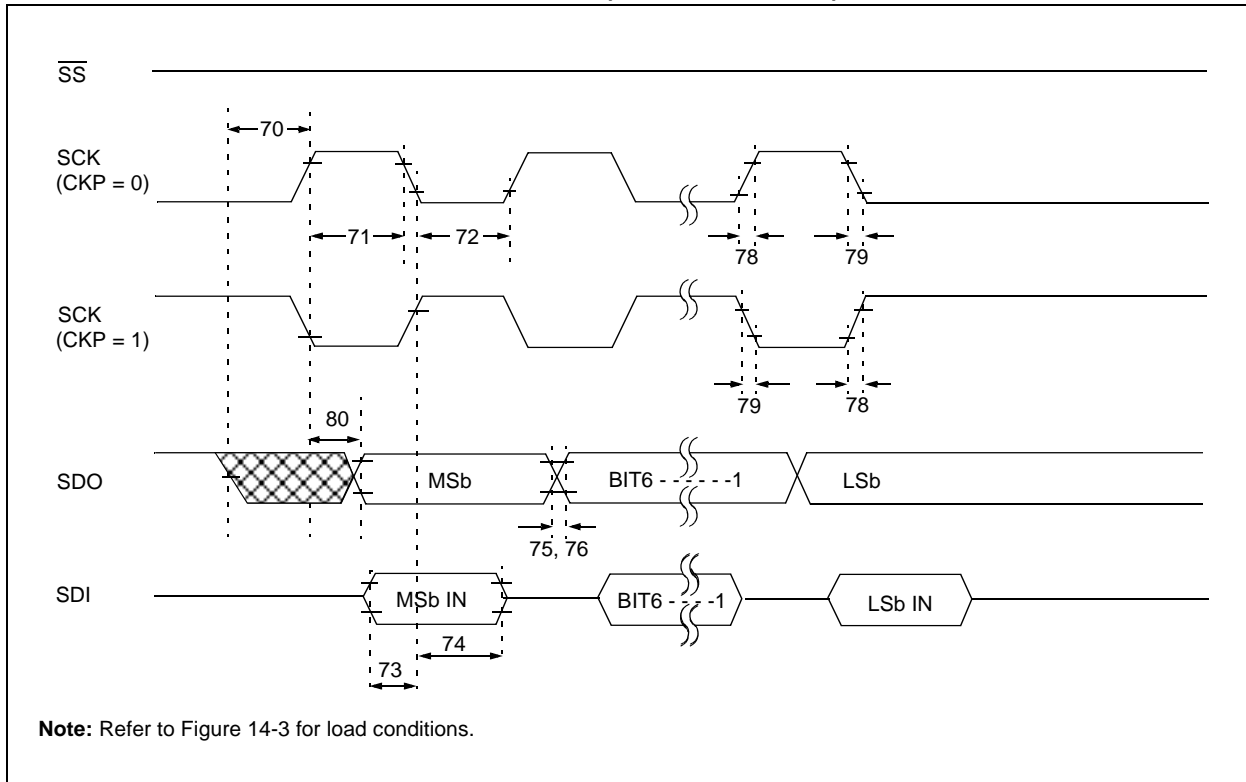 SS
70
SCK
(CKP = 0)
71
72
78
79
SCK
(CKP = 1)
79
78
80
SDO
MSb
BIT6 - - - - - -1
LSb
75, 76
SDI
MSb IN
BIT6 - - - - -1
LSb IN
74
73
Note: Refer to Figure 14-3 for load conditions.